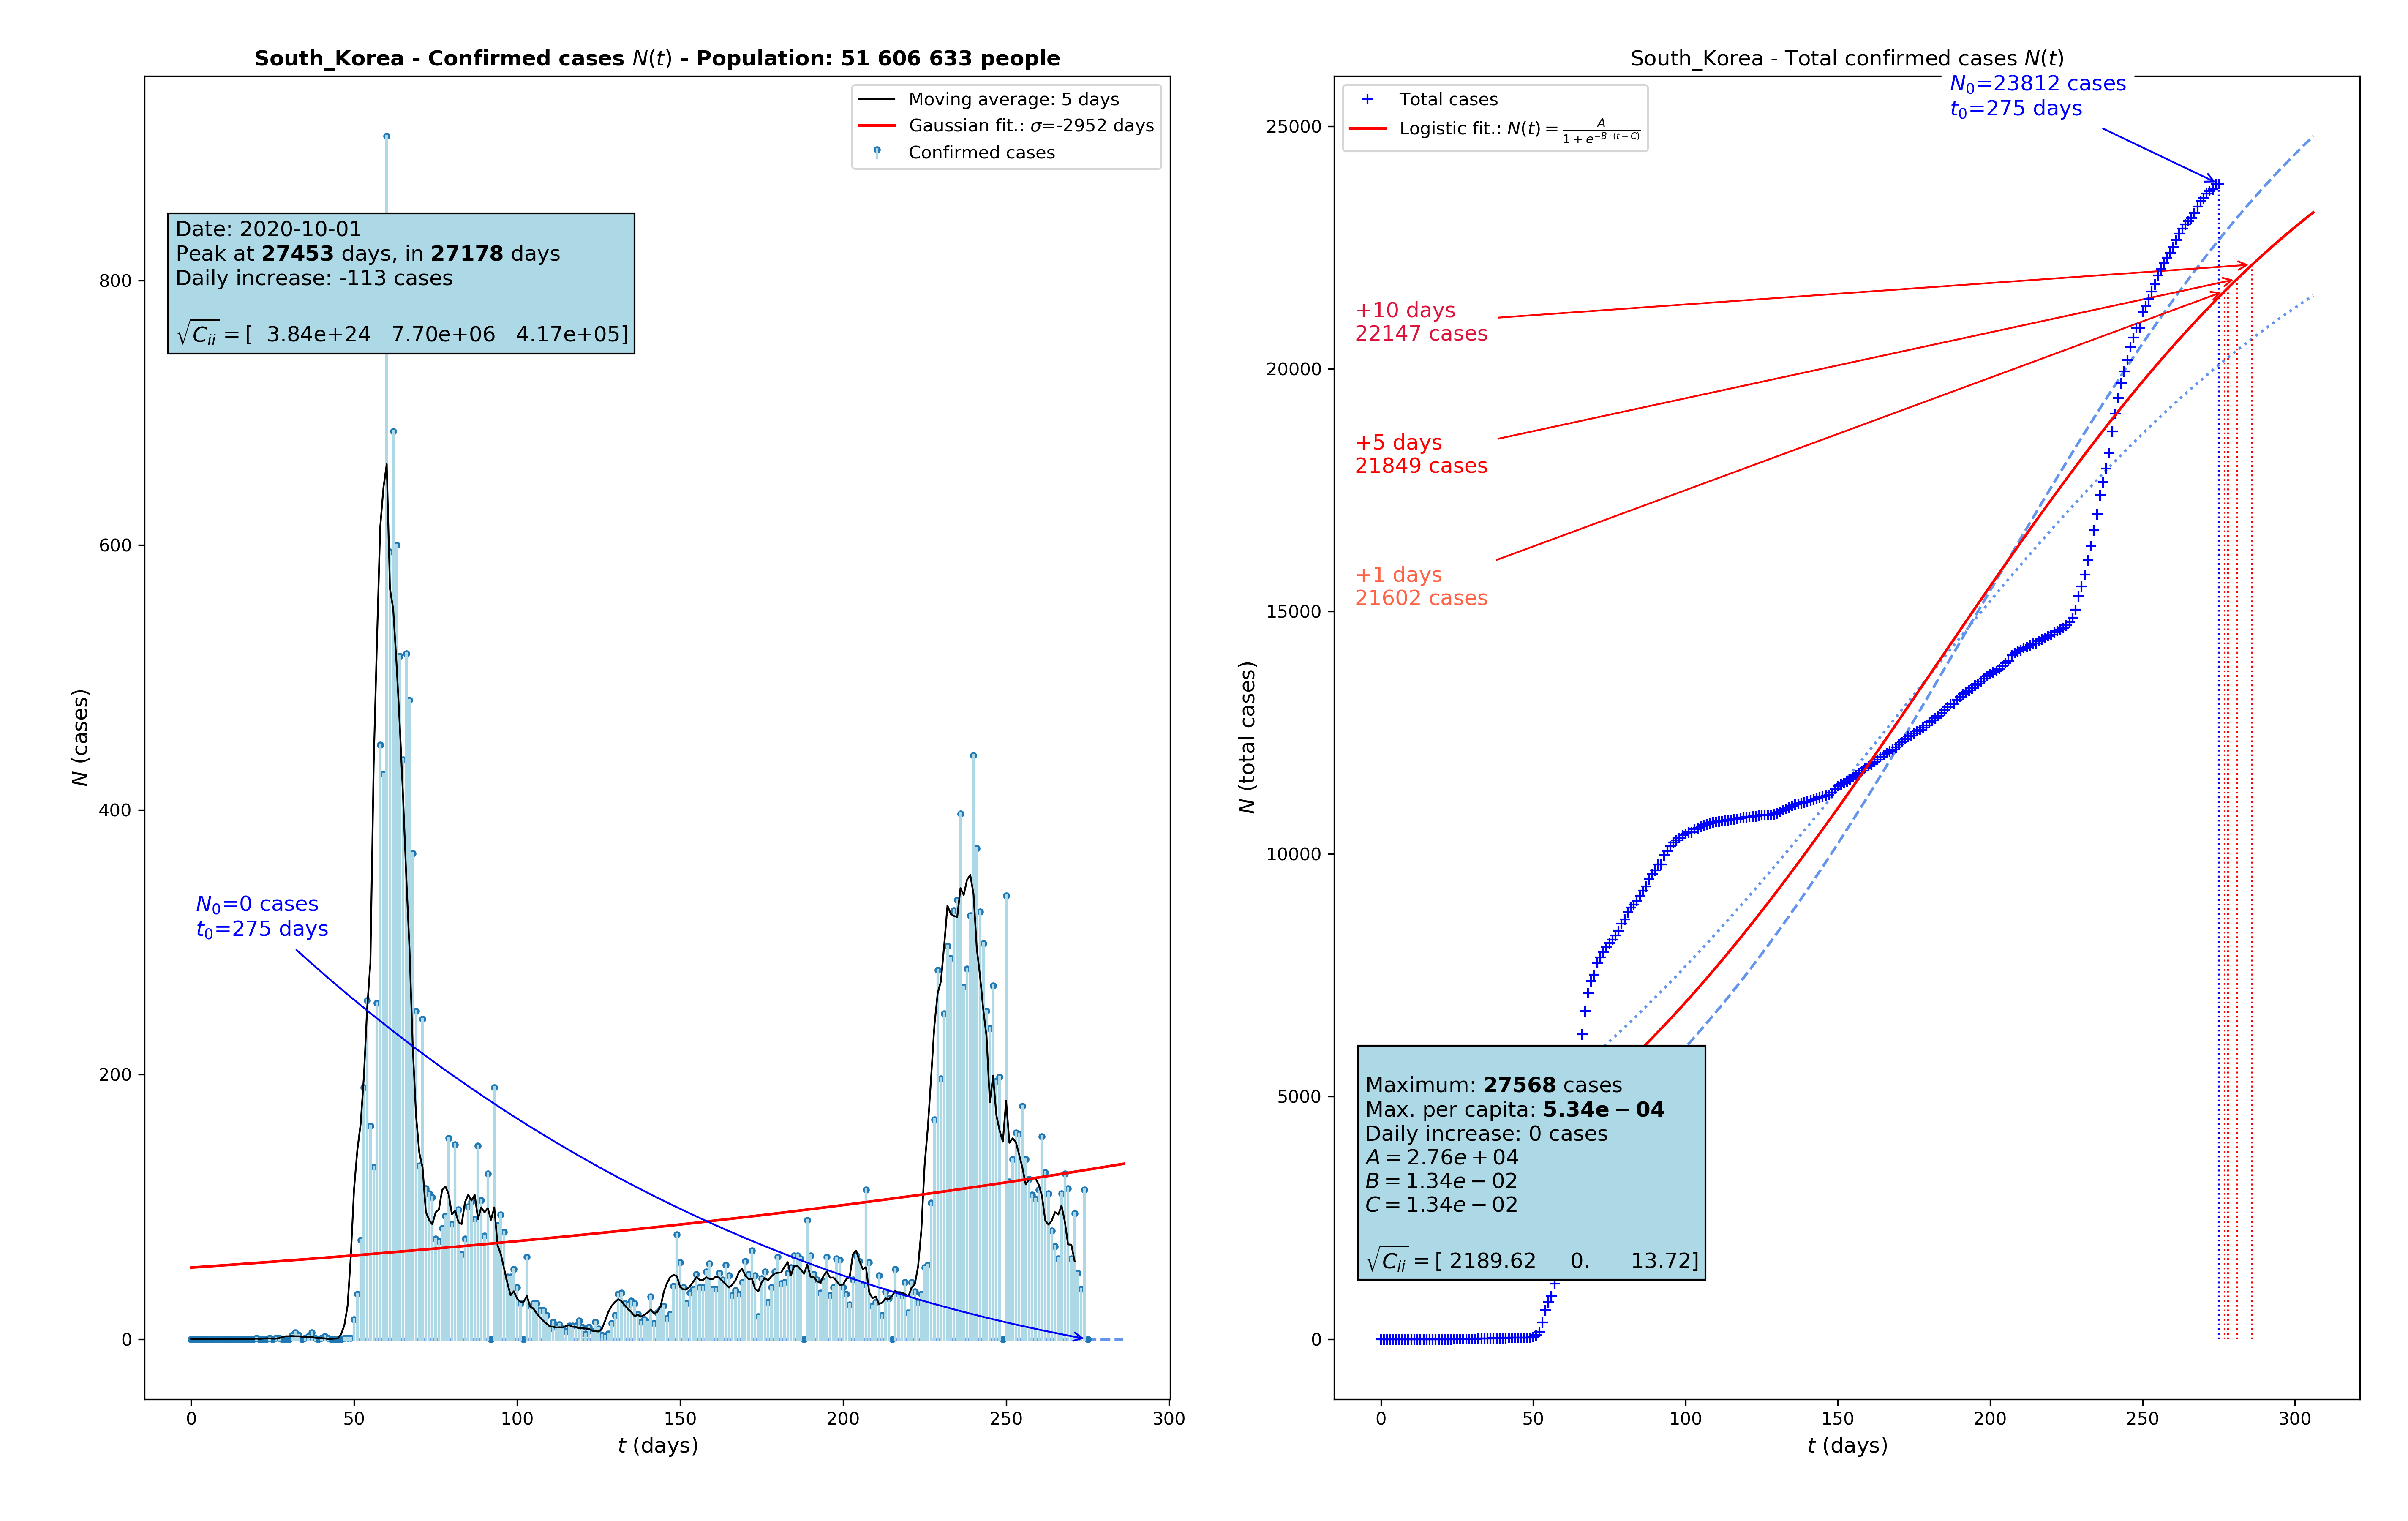 South_Korea - Confirmed cases N(t) - Population: 51 606 633 people
Moving average: 5 days
Gaussian fit.: σ=-2952 days
Confirmed cases
Date: 2020-10-01
Peak at 27453 days, in 27178 days
Daily increase: -113 cases
√C_ii = [ 3.84e+24 7.70e+06 4.17e+05]
N_0=0 cases
t_0=275 days
N (cases)
800
600
400
200
0
0 50 100 150 200 250 300
t (days)
South_Korea - Total confirmed cases N(t)
N_0=23812 cases
t_0=275 days
Total cases
Logistic fit.: N(t) = A / (1 + e^{-B·(t-C)})
+10 days
22147 cases
+5 days
21849 cases
+1 days
21602 cases
Maximum: 27568 cases
Max. per capita: 5.34e − 04
Daily increase: 0 cases
A = 2.76e + 04
B = 1.34e − 02
C = 1.34e − 02
√C_ii = [ 2189.62 0. 13.72]
N (total cases)
25000
20000
15000
10000
5000
0
0 50 100 150 200 250 300
t (days)